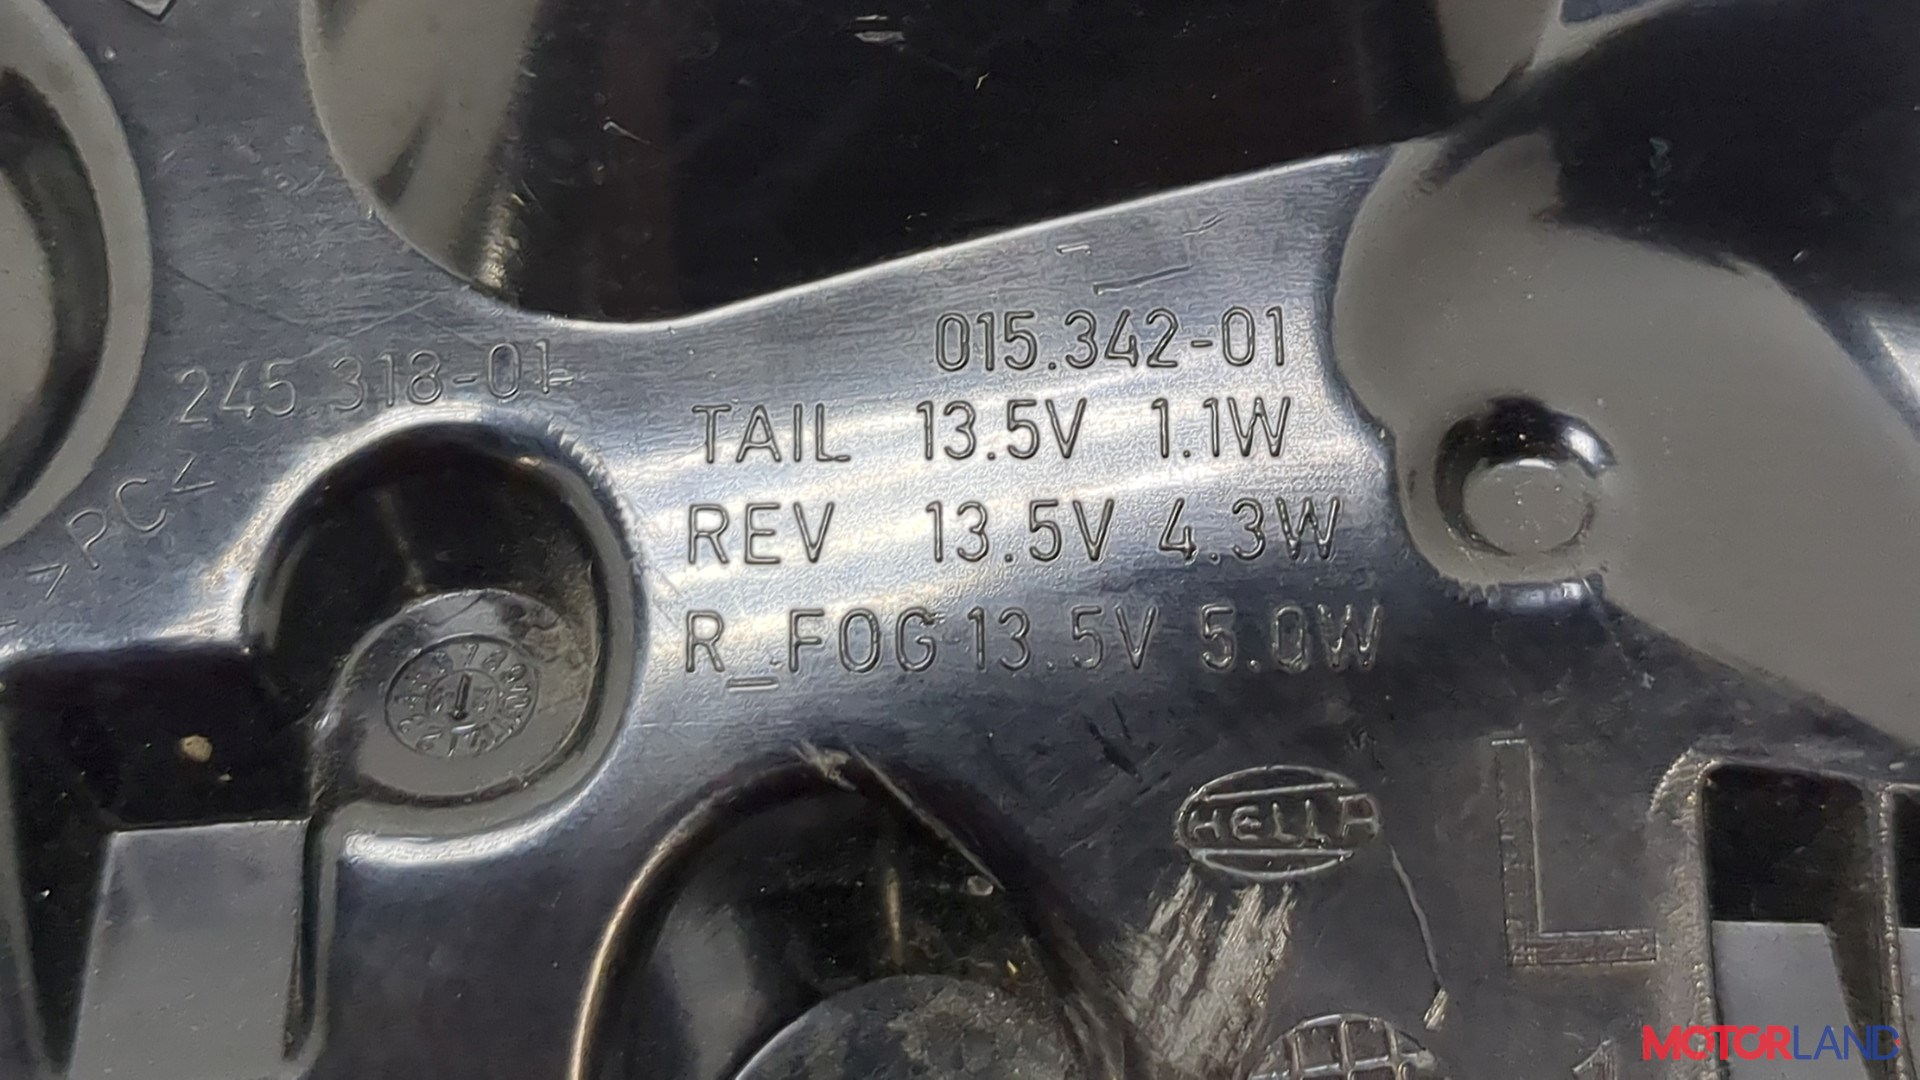 245.318-01
>PC<
015.342-01
TAIL 13.5V 1.1W
REV 13.5V 4.3W
R_FOG 13.5V 5.0W
HELLA
L
1
MOTORLAND